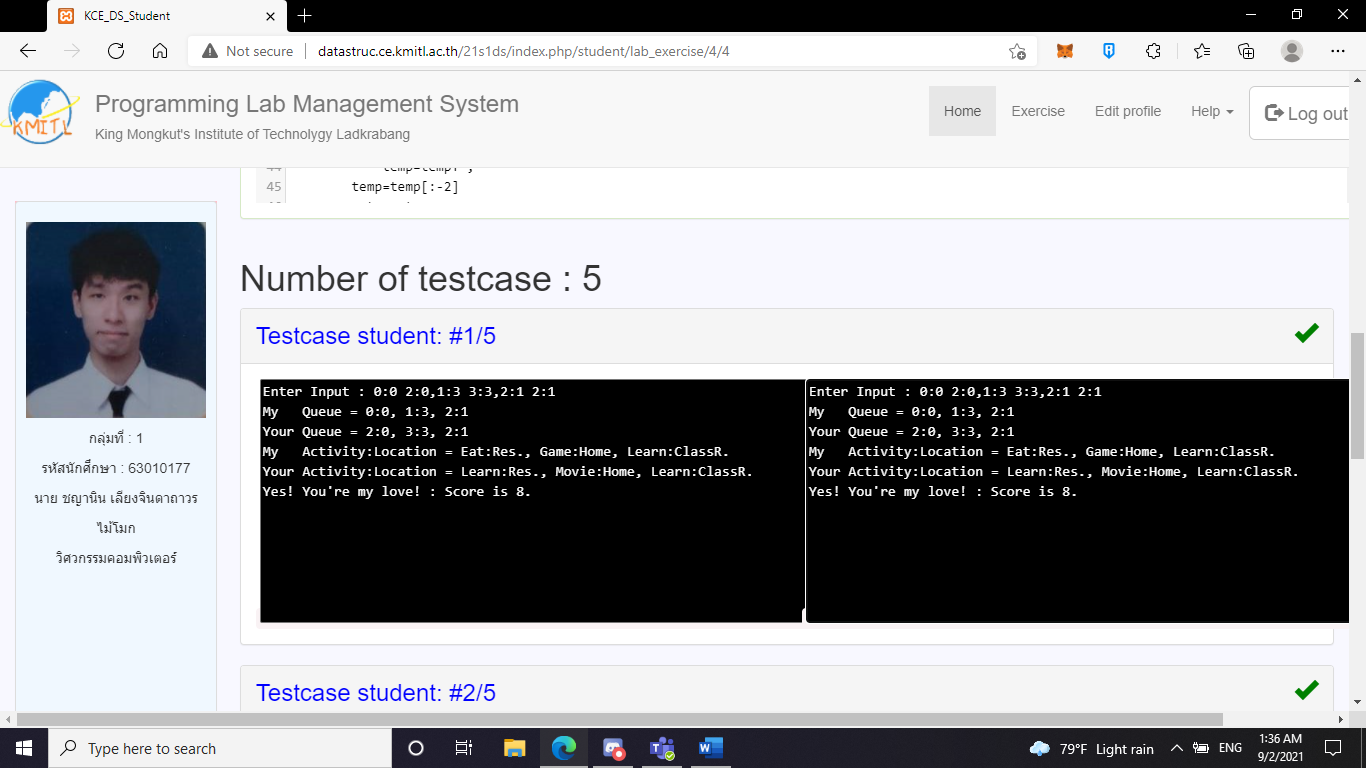 KCE_DS_Student
Not secure
datastruc.ce.kmitl.ac.th/21s1ds/index.php/student/lab_exercise/4/4
KMITL
Programming Lab Management System
King Mongkut's Institute of Technolygy Ladkrabang
Home
Exercise
Edit profile
Help
Log out
45 temp=temp[:-2]
กลุ่มที่ : 1
รหัสนักศึกษา : 63010177
นาย ชญานิน เลียงจินดาถาวร
ไม้โมก
วิศวกรรมคอมพิวเตอร์
Number of testcase : 5
Testcase student: #1/5
Enter Input : 0:0 2:0,1:3 3:3,2:1 2:1
My   Queue = 0:0, 1:3, 2:1
Your Queue = 2:0, 3:3, 2:1
My   Activity:Location = Eat:Res., Game:Home, Learn:ClassR.
Your Activity:Location = Learn:Res., Movie:Home, Learn:ClassR.
Yes! You're my love! : Score is 8.
Enter Input : 0:0 2:0,1:3 3:3,2:1 2:1
My   Queue = 0:0, 1:3, 2:1
Your Queue = 2:0, 3:3, 2:1
My   Activity:Location = Eat:Res., Game:Home, Learn:ClassR.
Your Activity:Location = Learn:Res., Movie:Home, Learn:ClassR.
Yes! You're my love! : Score is 8.
Testcase student: #2/5
Type here to search
79°F Light rain
ENG
1:36 AM
9/2/2021